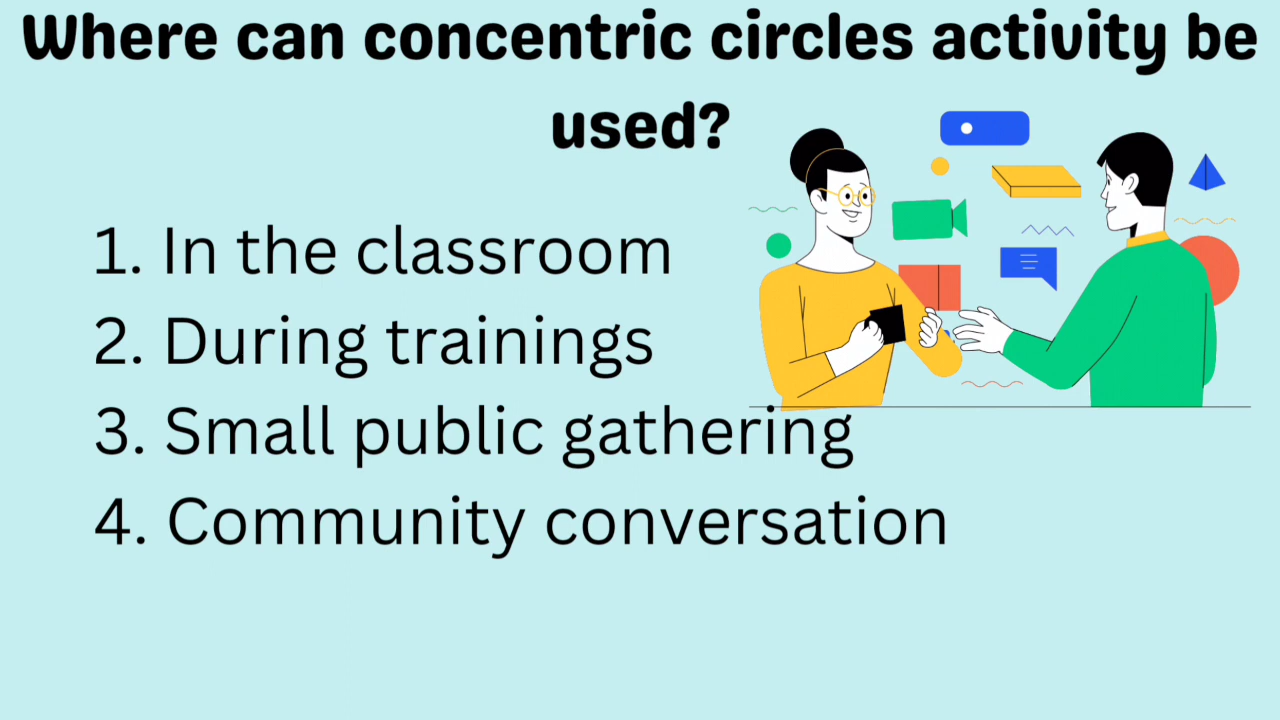 Where can concentric circles activity be
used?
1. In the classroom
2. During trainings
3. Small public gathering
4. Community conversation